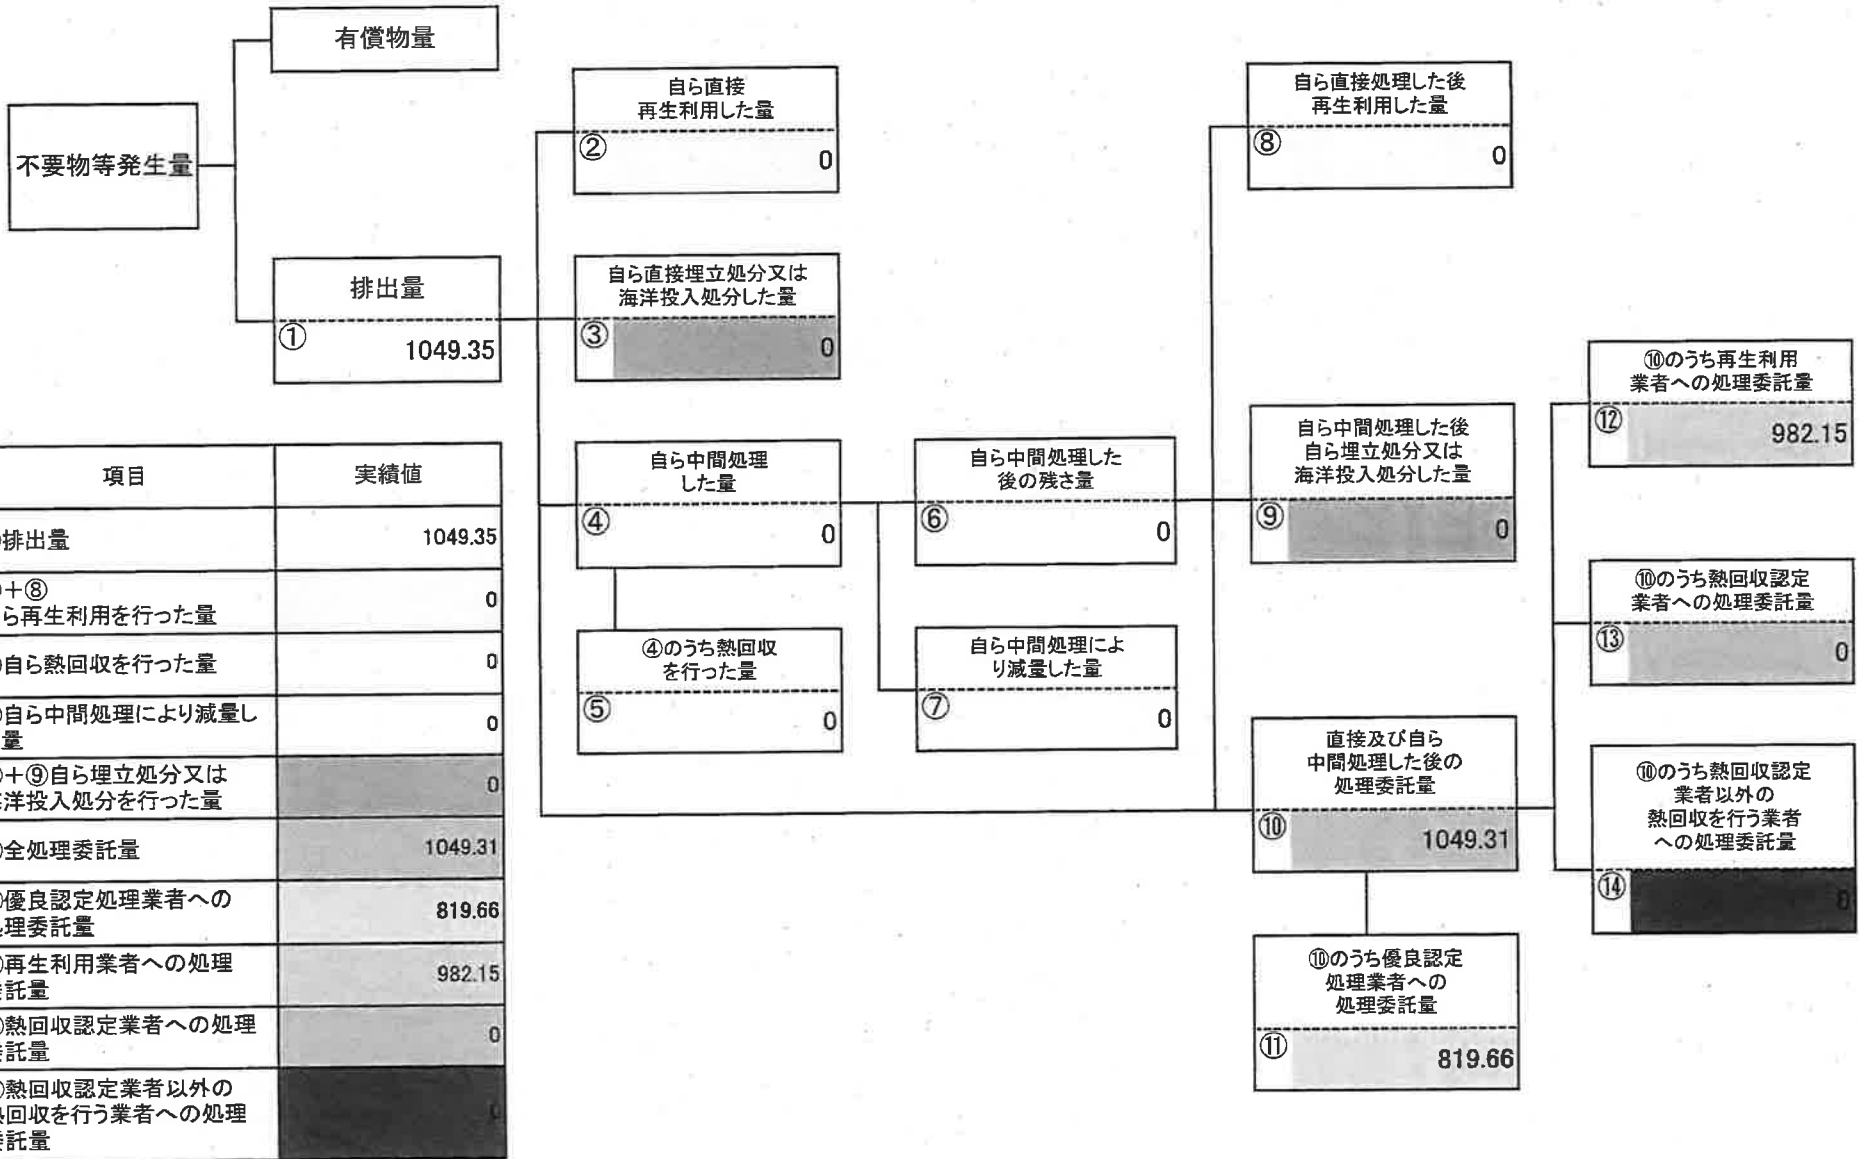 有償物量
不要物等発生量
排出量
①
1049.35
自ら直接
再生利用した量
②
0
自ら直接埋立処分又は
海洋投入処分した量
③
0
自ら中間処理
した量
④
0
④のうち熱回収
を行った量
⑤
0
自ら中間処理した
後の残さ量
⑥
0
自ら中間処理によ
り減量した量
⑦
0
自ら直接処理した後
再生利用した量
⑧
0
自ら中間処理した後
自ら埋立処分又は
海洋投入処分した量
⑨
0
直接及び自ら
中間処理した後の
処理委託量
⑩
1049.31
⑩のうち優良認定
処理業者への
処理委託量
⑪
819.66
⑩のうち再生利用
業者への処理委託量
⑫
982.15
⑩のうち熱回収認定
業者への処理委託量
⑬
0
⑩のうち熱回収認定
業者以外の
熱回収を行う業者
への処理委託量
⑭
0
項目 実績値
排出量 1049.35
+⑧
ら再生利用を行った量 0
自ら熱回収を行った量 0
自ら中間処理により減量し
量 0
+⑨自ら埋立処分又は
洋投入処分を行った量 0
全処理委託量 1049.31
優良認定処理業者への
理委託量 819.66
再生利用業者への処理
託量 982.15
熱回収認定業者への処理
託量 0
熱回収認定業者以外の
回収を行う業者への処理
託量 0